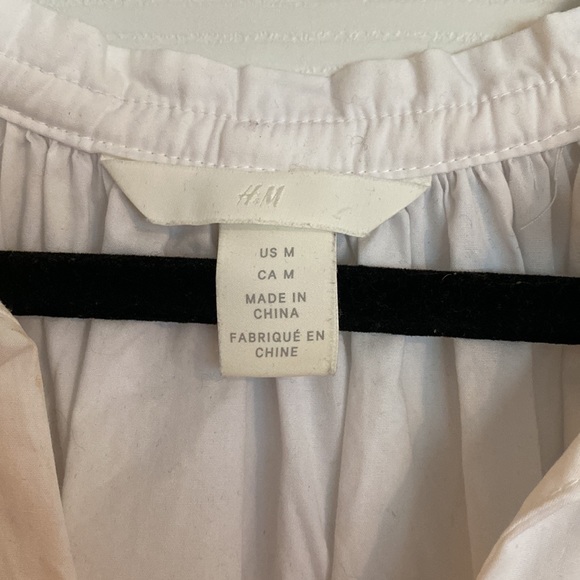 H&M
US M
CA M
MADE IN
CHINA
FABRIQUÉ EN
CHINE